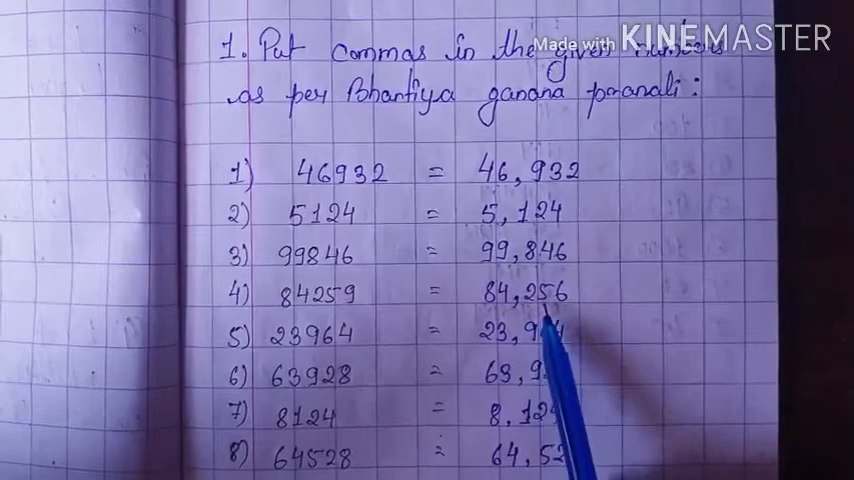 Made with KINEMASTER
1. Put commas in the given numbers
as per Bhartiya ganana pranali :
1) 46932 = 46,932
2) 5124 = 5,124
3) 99846 = 99,846
4) 84259 = 84,256
5) 23964 = 23,9
6) 63928 = 63,9
7) 8124 = 8,12
8) 64528 = 64,52